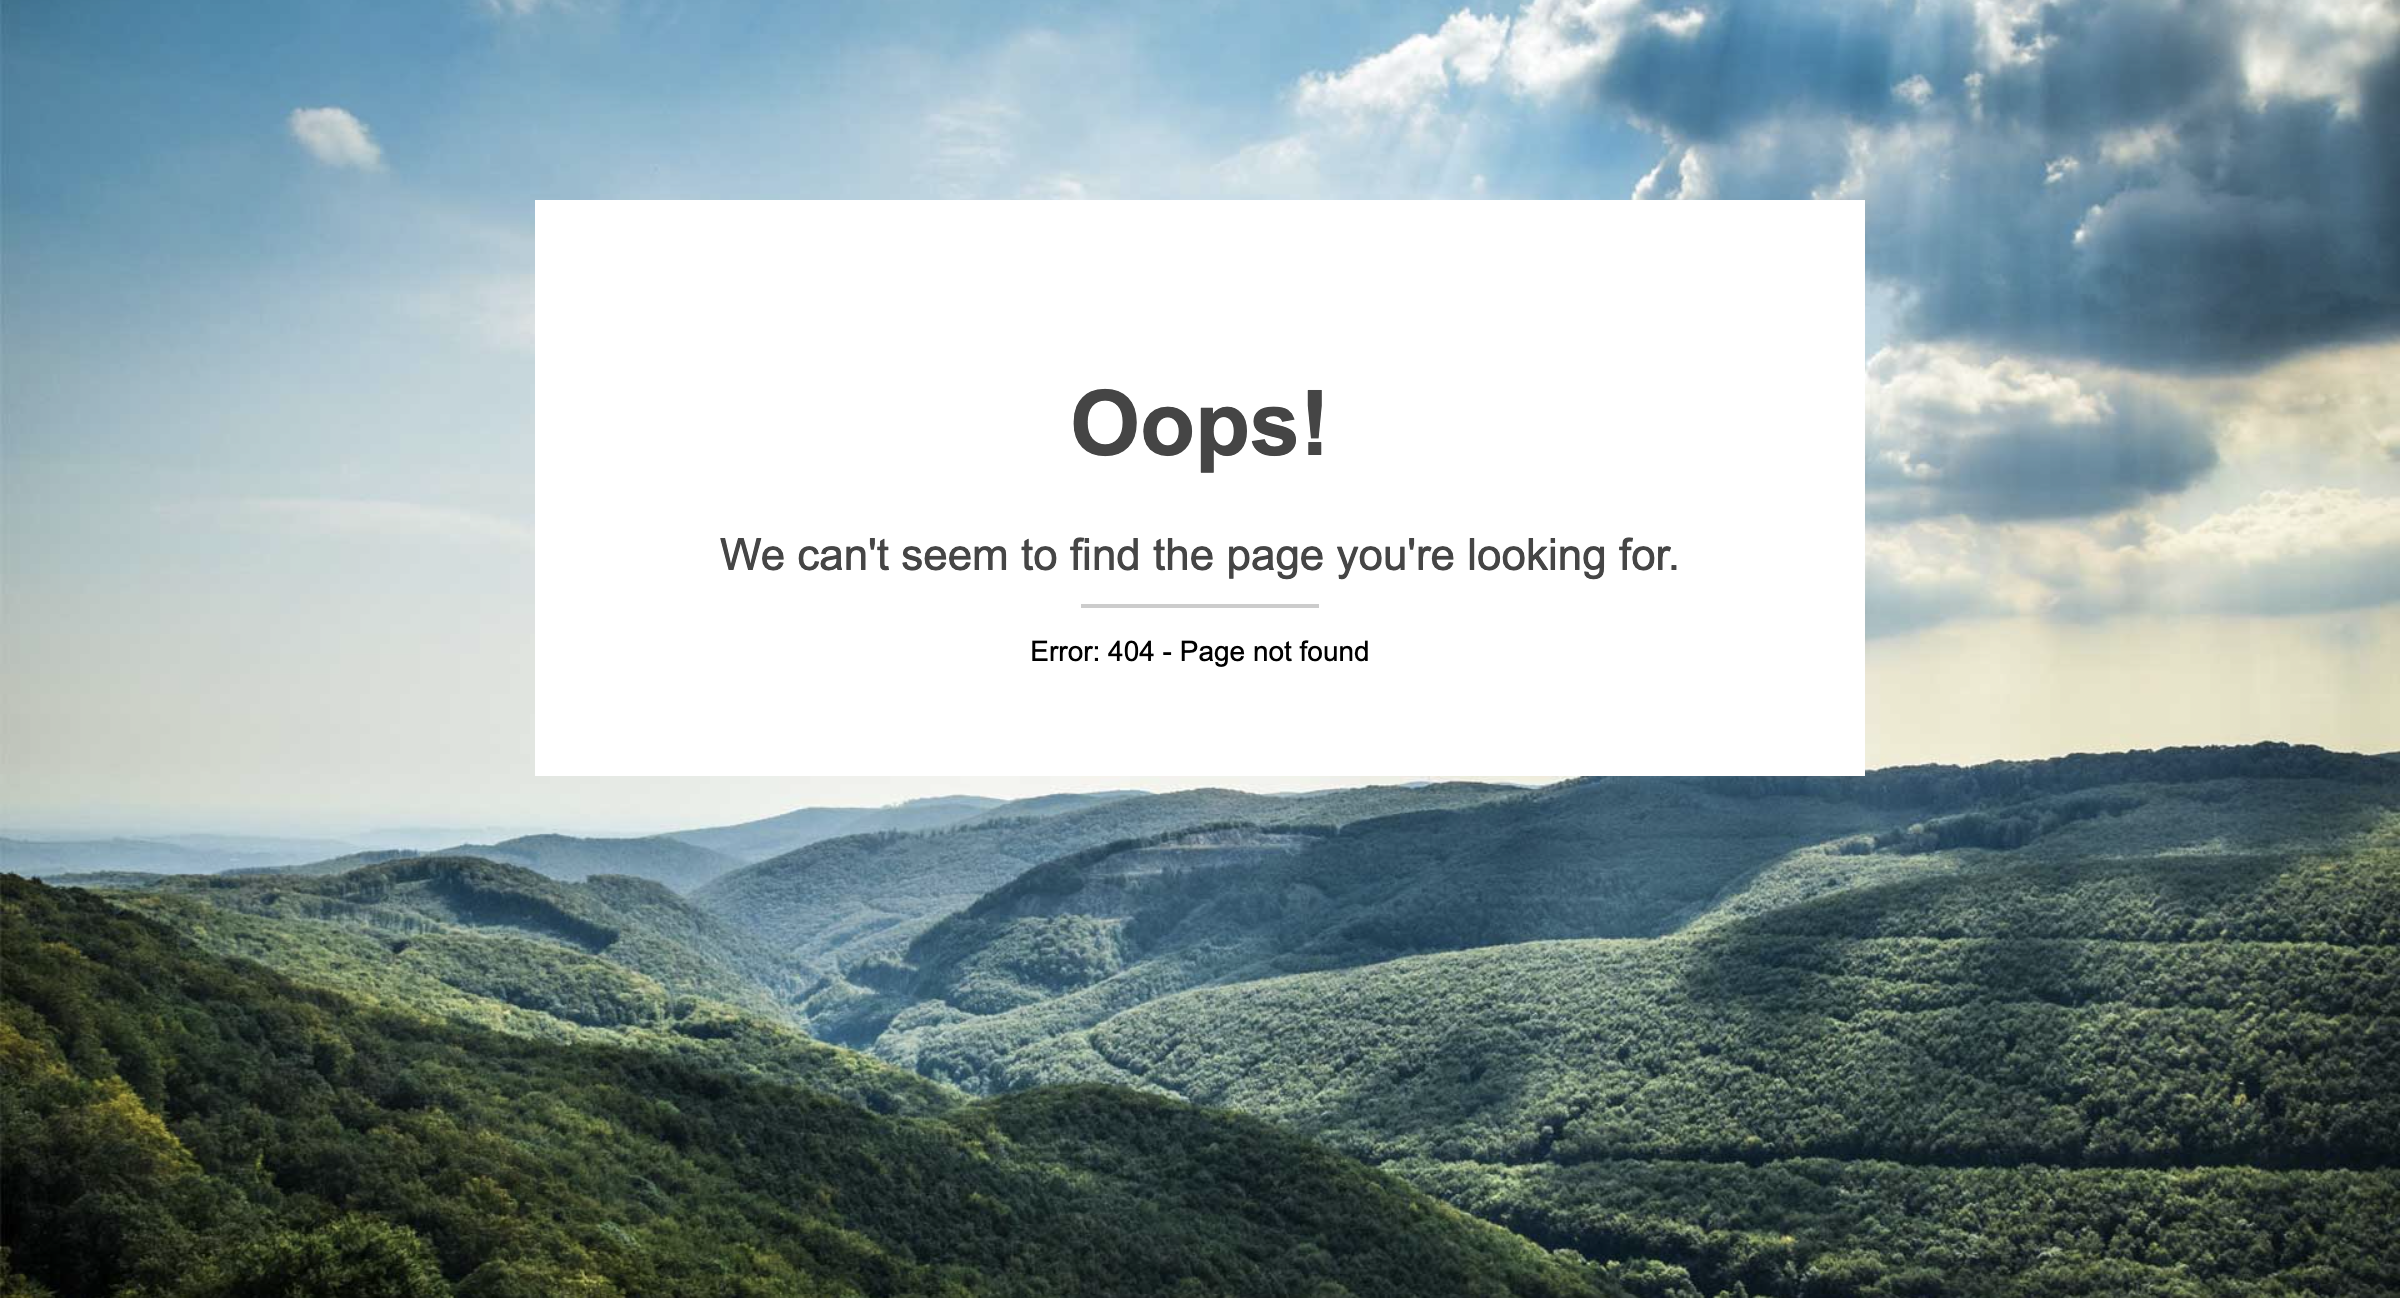 Oops!
We can't seem to find the page you're looking for.
Error: 404 - Page not found